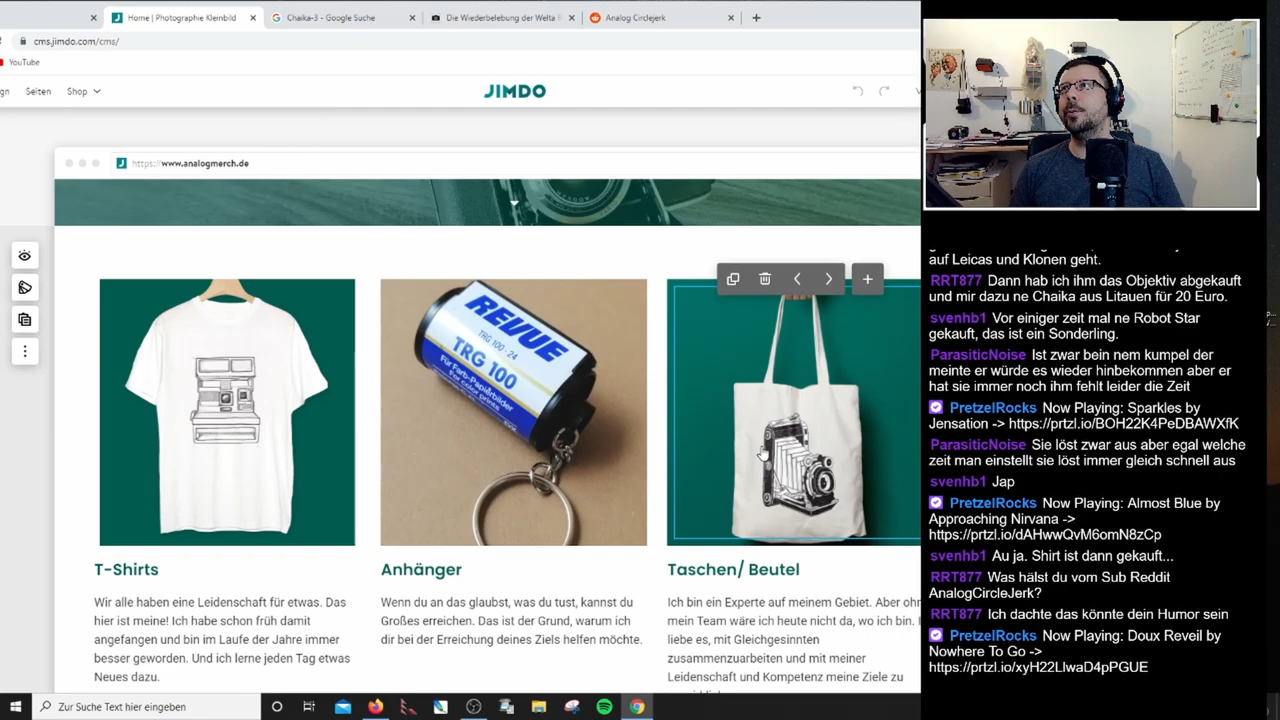 Home | Photographie Kleinbild
Chaika-3 - Google Suche
Die Wiederbelebung der Welta
Analog Circlejerk
cms.jimdo.com/cms/
YouTube
Seiten
Shop
JIMDO
https://www.analogmerch.de
REVUE
TRG 100-24
TRG 100
Für Farb-Papierbilder
For color prints
T-Shirts
Wir alle haben eine Leidenschaft für etwas. Das
hier ist meine! Ich habe schon früh damit
angefangen und bin im Laufe der Jahre immer
besser geworden. Und ich lerne jeden Tag etwas
Neues dazu.
Anhänger
Wenn du an das glaubst, was du tust, kannst du
Großes erreichen. Das ist der Grund, warum ich
dir bei der Erreichung deines Ziels helfen möchte.
Taschen/ Beutel
Ich bin ein Experte auf meinem Gebiet. Aber ohn
mein Team wäre ich heute nicht da, wo ich bin. I
liebe es, mit Gleichgesinnten
zusammenzuarbeiten und mit meiner
Leidenschaft und Kompetenz meine Ziele zu
auf Leicas und Klonen geht.
RRT877 Dann hab ich ihm das Objektiv abgekauft
und mir dazu ne Chaika aus Litauen für 20 Euro.
svenhb1 Vor einiger zeit mal ne Robot Star
gekauft, das ist ein Sonderling.
ParasiticNoise Ist zwar bein nem kumpel der
meinte er würde es wieder hinbekommen aber er
hat sie immer noch ihm fehlt leider die Zeit
PretzelRocks Now Playing: Sparkles by
Jensation -> https://prtzl.io/BOH22K4PeDBAWXfK
ParasiticNoise Sie löst zwar aus aber egal welche
zeit man einstellt sie löst immer gleich schnell aus
svenhb1 Jap
PretzelRocks Now Playing: Almost Blue by
Approaching Nirvana ->
https://prtzl.io/dAHwwQvM6omN8zCp
svenhb1 Au ja. Shirt ist dann gekauft...
RRT877 Was hälst du vom Sub Reddit
AnalogCircleJerk?
RRT877 Ich dachte das könnte dein Humor sein
PretzelRocks Now Playing: Doux Reveil by
Nowhere To Go ->
https://prtzl.io/xyH22LlwaD4pPGUE
Zur Suche Text hier eingeben